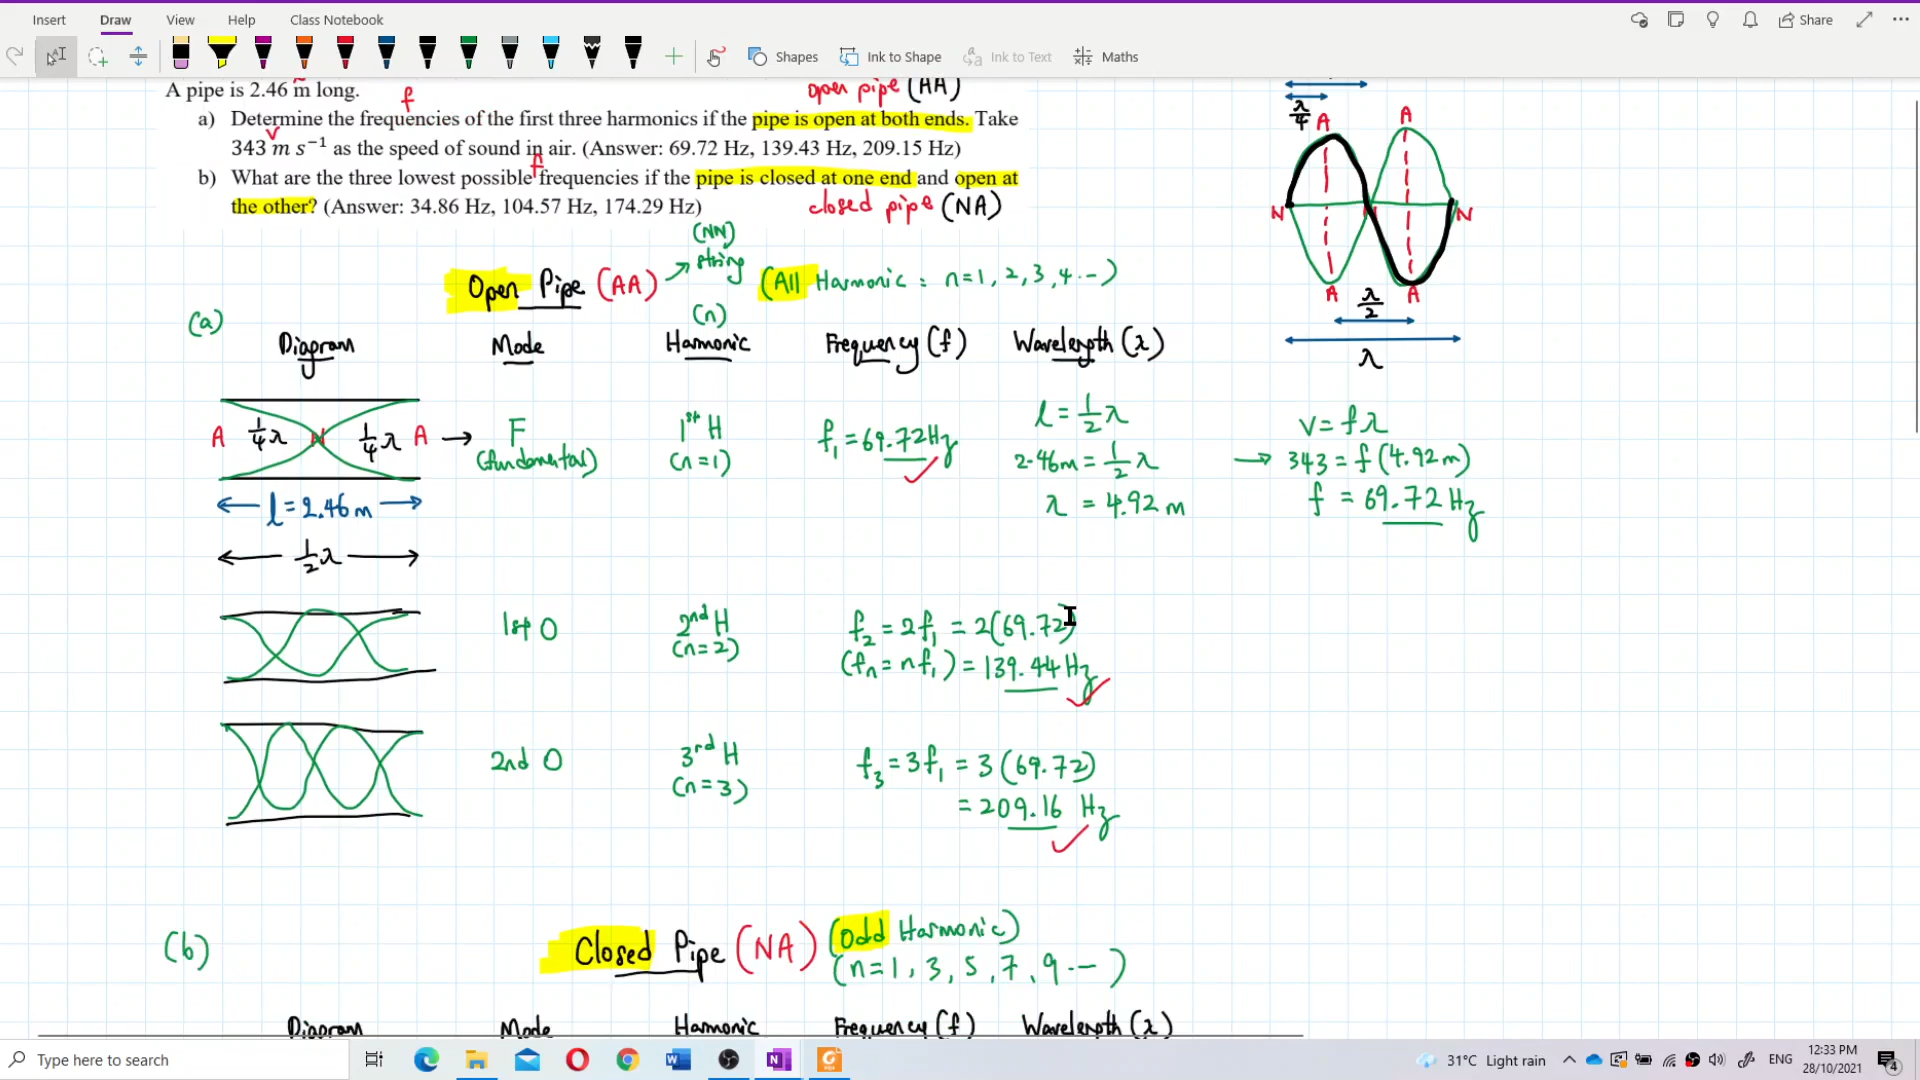 Insert Draw View Help Class Notebook Share
Shapes Ink to Shape Ink to Text Maths
A pipe is 2.46 m long.
open pipe (AA)
f
a) Determine the frequencies of the first three harmonics if the pipe is open at both ends. Take
v
343 m s⁻¹ as the speed of sound in air. (Answer: 69.72 Hz, 139.43 Hz, 209.15 Hz)
f
b) What are the three lowest possible frequencies if the pipe is closed at one end and open at
the other? (Answer: 34.86 Hz, 104.57 Hz, 174.29 Hz)
closed pipe (NA)
λ/4 A A
N N N
A λ/2 A
λ
(NN)
string
Open Pipe (AA) → (All Harmonic : n=1, 2, 3, 4 ...)
(a)
(n)
Diagram Mode Harmonic Frequency (f) Wavelength (λ)
A 1/4 λ N 1/4 λ A → F
(fundamental)
1st H
(n=1)
f₁ = 69.72Hz
l = 1/2 λ
2.46m = 1/2 λ
λ = 4.92 m
v = fλ
→ 343 = f (4.92 m)
f = 69.72 Hz
l = 2.46 m
1/2 λ
1st O
2nd H
(n=2)
f₂ = 2f₁ = 2(69.72)
(fₙ = nf₁) = 139.44 Hz
2nd O
3rd H
(n=3)
f₃ = 3f₁ = 3 (69.72)
= 209.16 Hz
(b)
Closed Pipe (NA) (Odd Harmonic)
(n=1, 3, 5, 7, 9 ...)
Diagram Mode Harmonic Frequency (f) Wavelength (λ)
Type here to search
31°C Light rain ENG 12:33 PM
28/10/2021
4